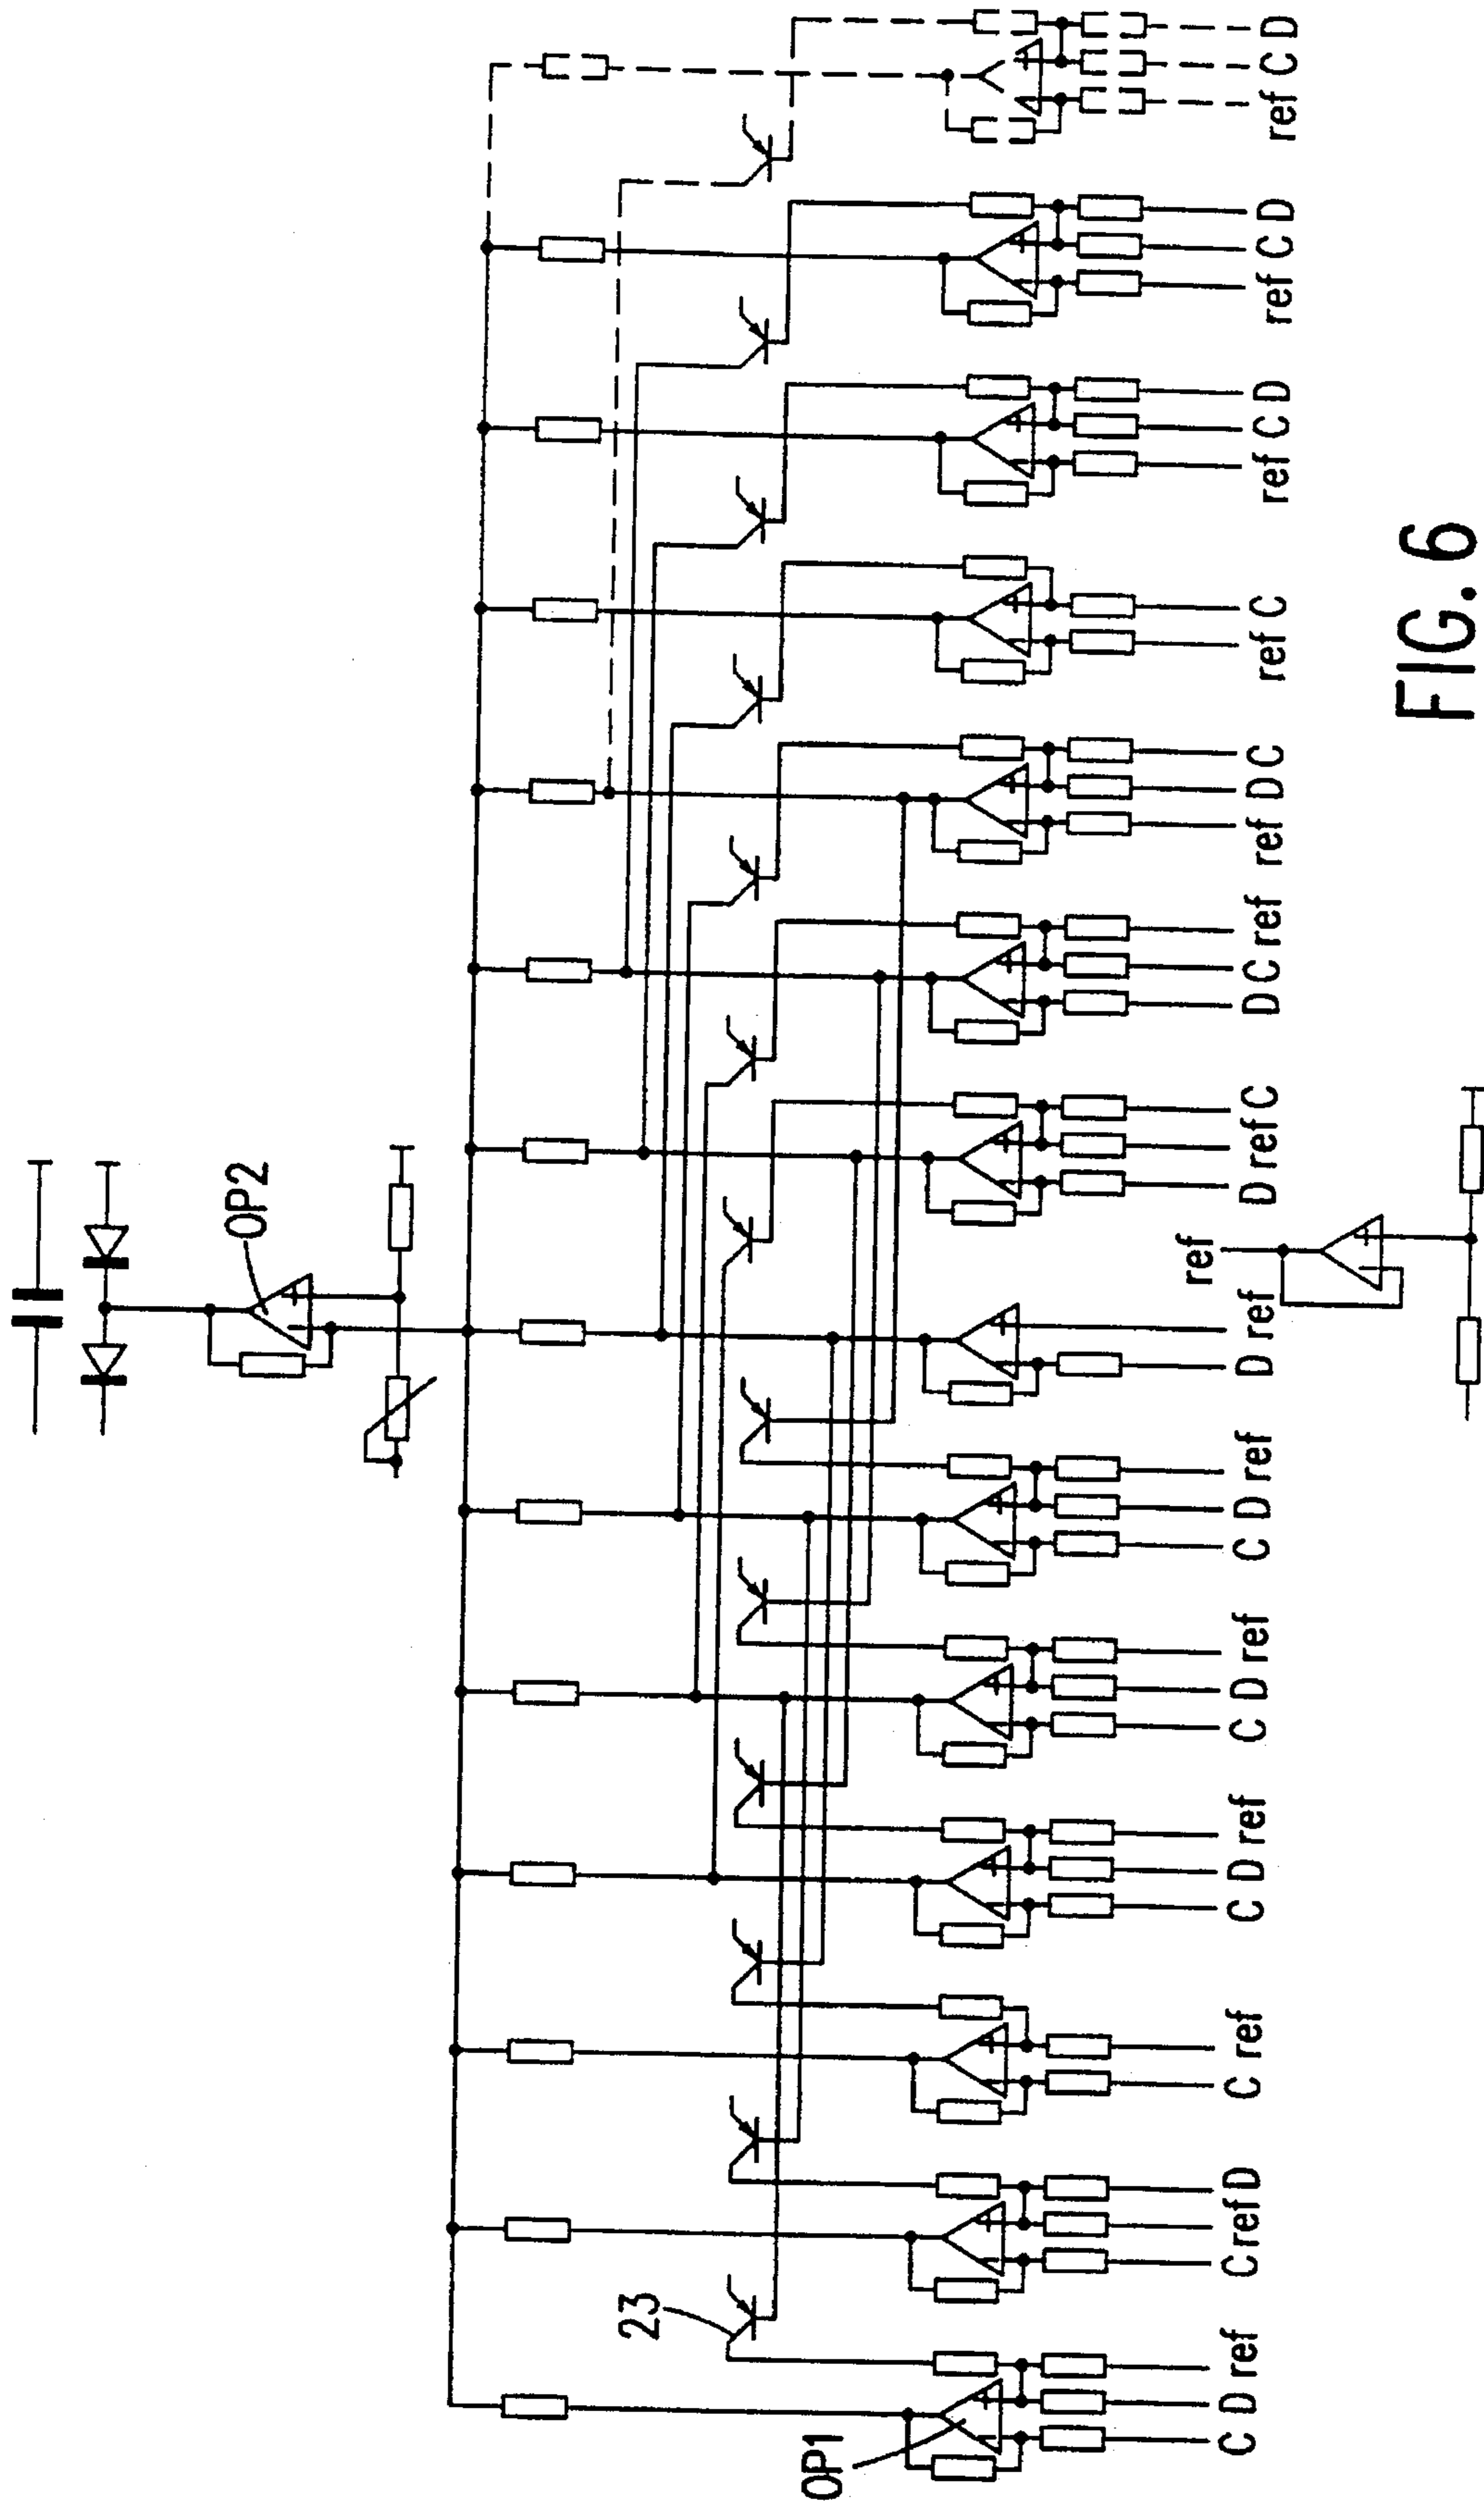 OP2
23
OP1
ref
C D ref
C ref D
C ref
C D ref
C D ref
C D ref
D ref
D ref C
D C ref
ref D C
ref C
ref C D
ref C D
ref C D
FIG. 6